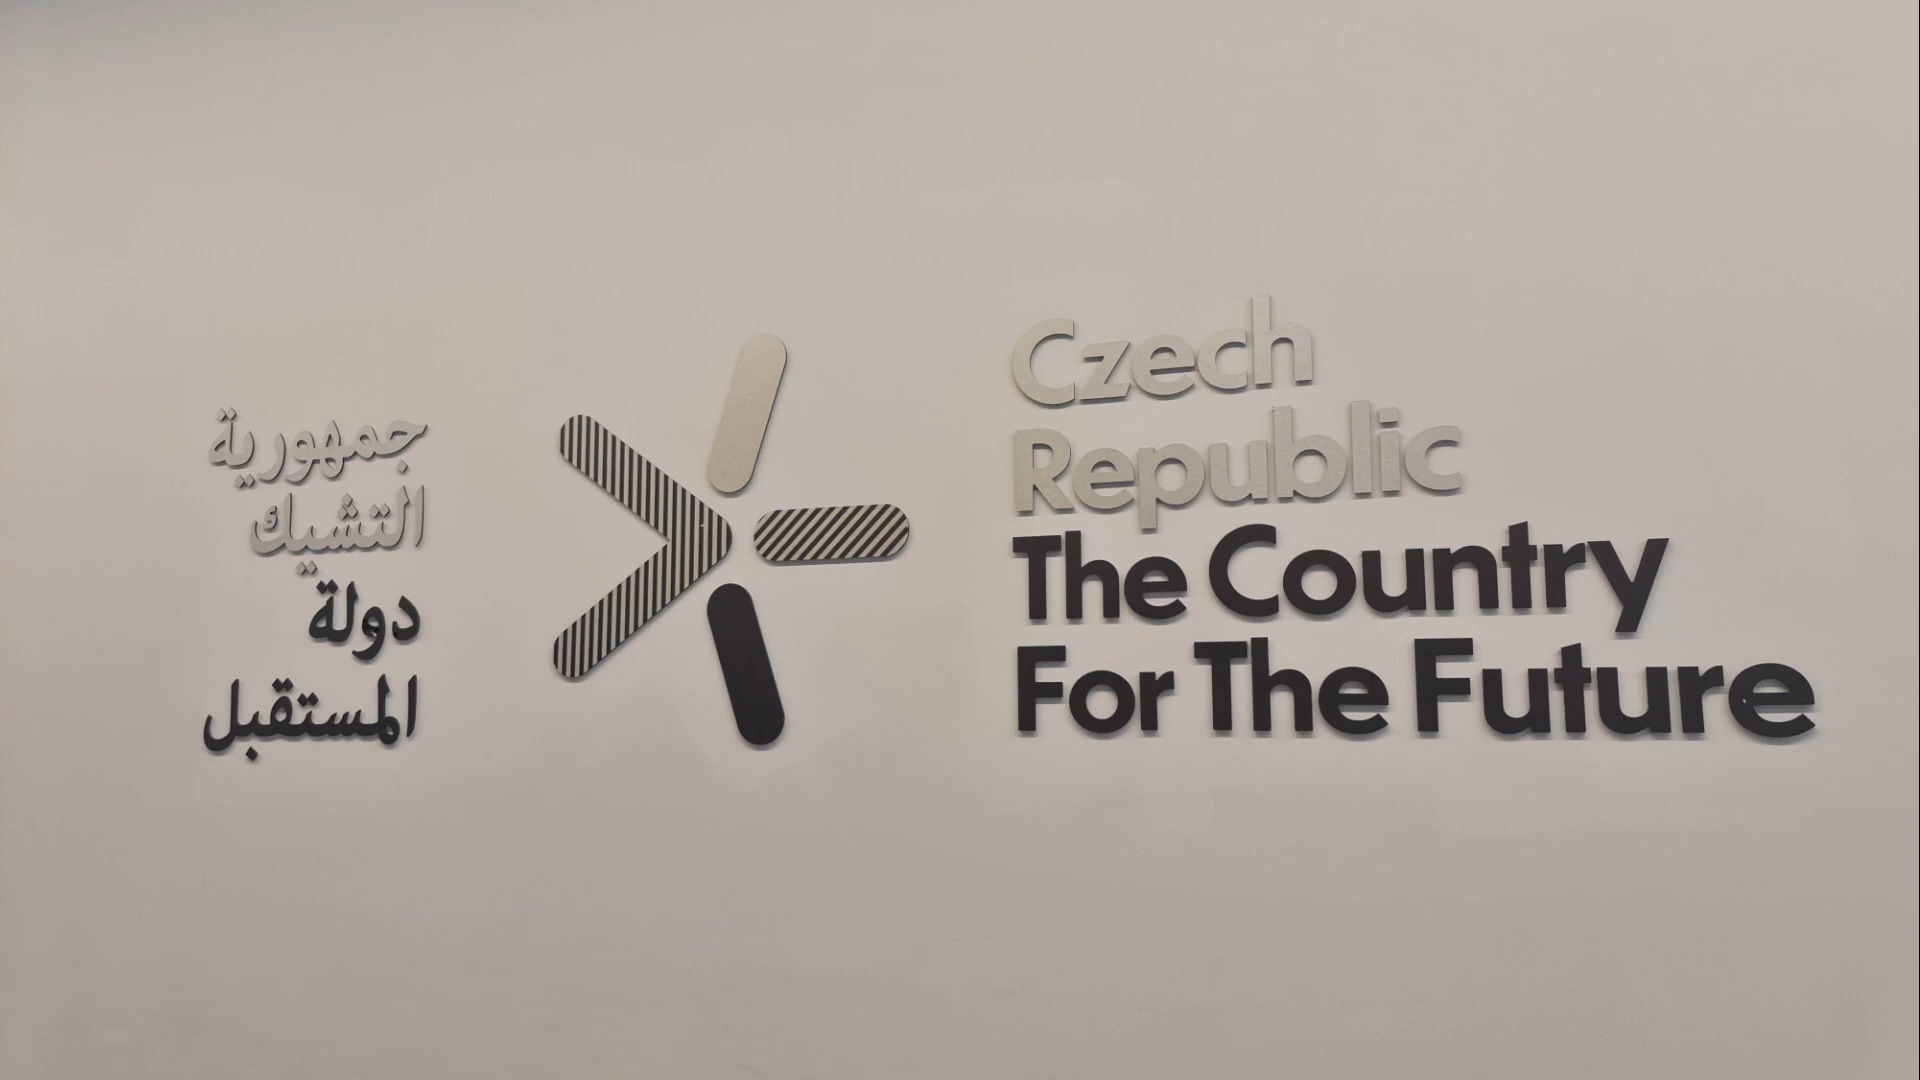 جمهورية
التشيك
دولة
المستقبل
Czech
Republic
The Country
For The Future